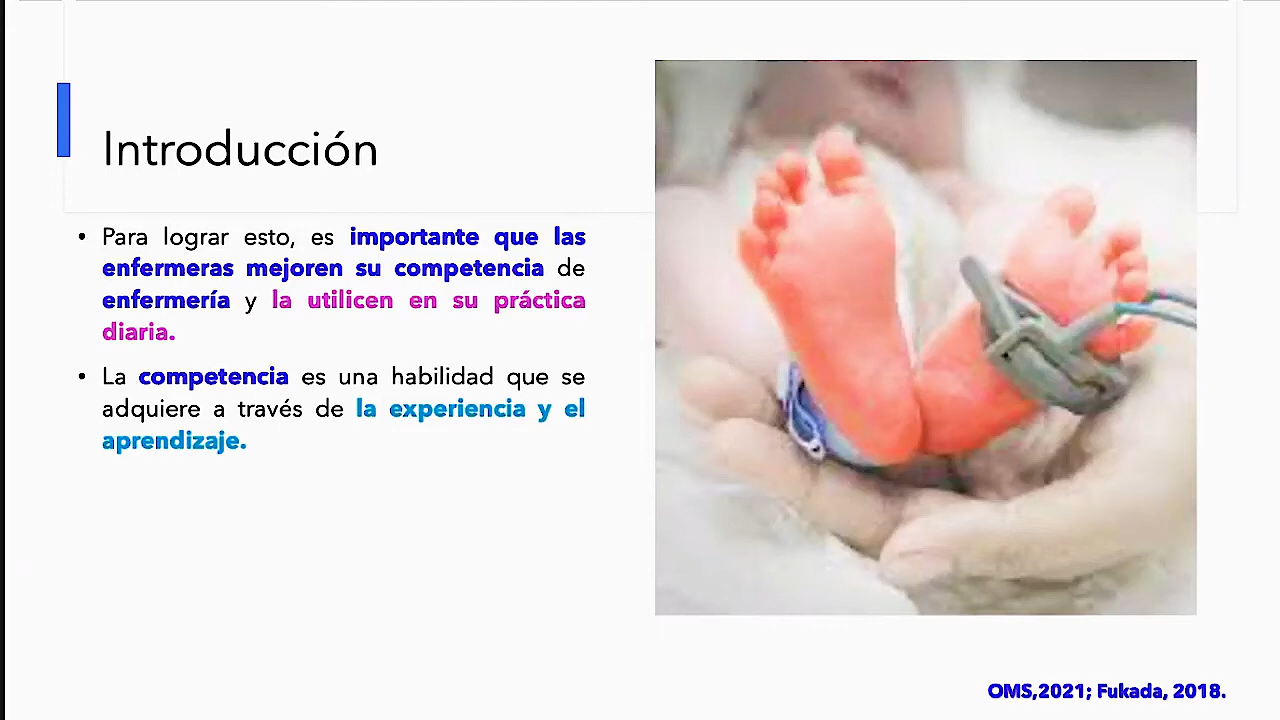 Introducción
• Para lograr esto, es importante que las
enfermeras mejoren su competencia de
enfermería y la utilicen en su práctica
diaria.
• La competencia es una habilidad que se
adquiere a través de la experiencia y el
aprendizaje.
OMS,2021; Fukada, 2018.